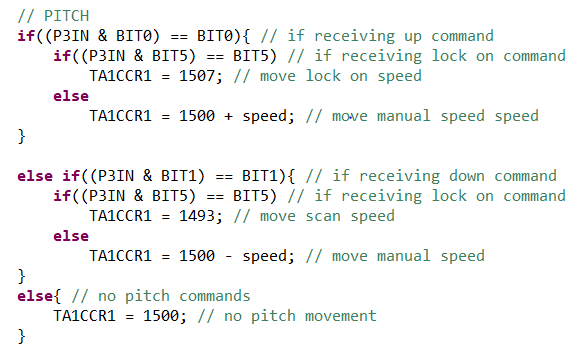 // PITCH
if((P3IN & BIT0) == BIT0){ // if receiving up command
if((P3IN & BIT5) == BIT5) // if receiving lock on command
TA1CCR1 = 1507; // move lock on speed
else
TA1CCR1 = 1500 + speed; // move manual speed speed
}
else if((P3IN & BIT1) == BIT1){ // if receiving down command
if((P3IN & BIT5) == BIT5) // if receiving lock on command
TA1CCR1 = 1493; // move scan speed
else
TA1CCR1 = 1500 - speed; // move manual speed
}
else{ // no pitch commands
TA1CCR1 = 1500; // no pitch movement
}